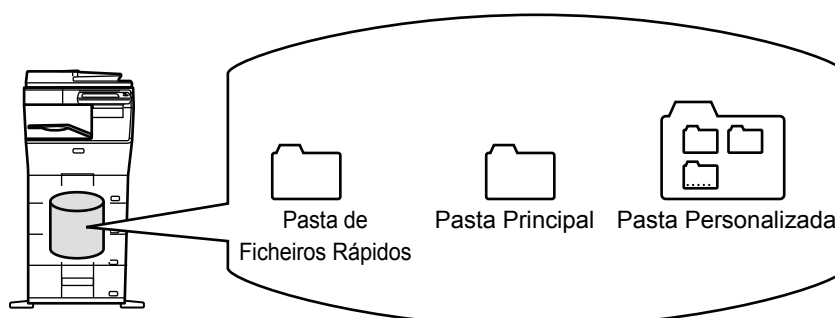 Pasta de
Ficheiros Rápidos
Pasta Principal
Pasta Personalizada